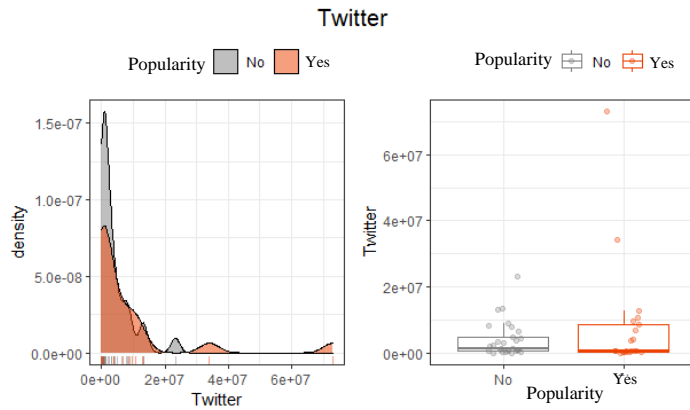 Twitter
Popularity No Yes
Popularity No Yes
density
1.5e-07
1.0e-07
5.0e-08
0.0e+00
0e+00 2e+07 4e+07 6e+07
Twitter
Twitter
6e+07
4e+07
2e+07
0e+00
No Yes
Popularity